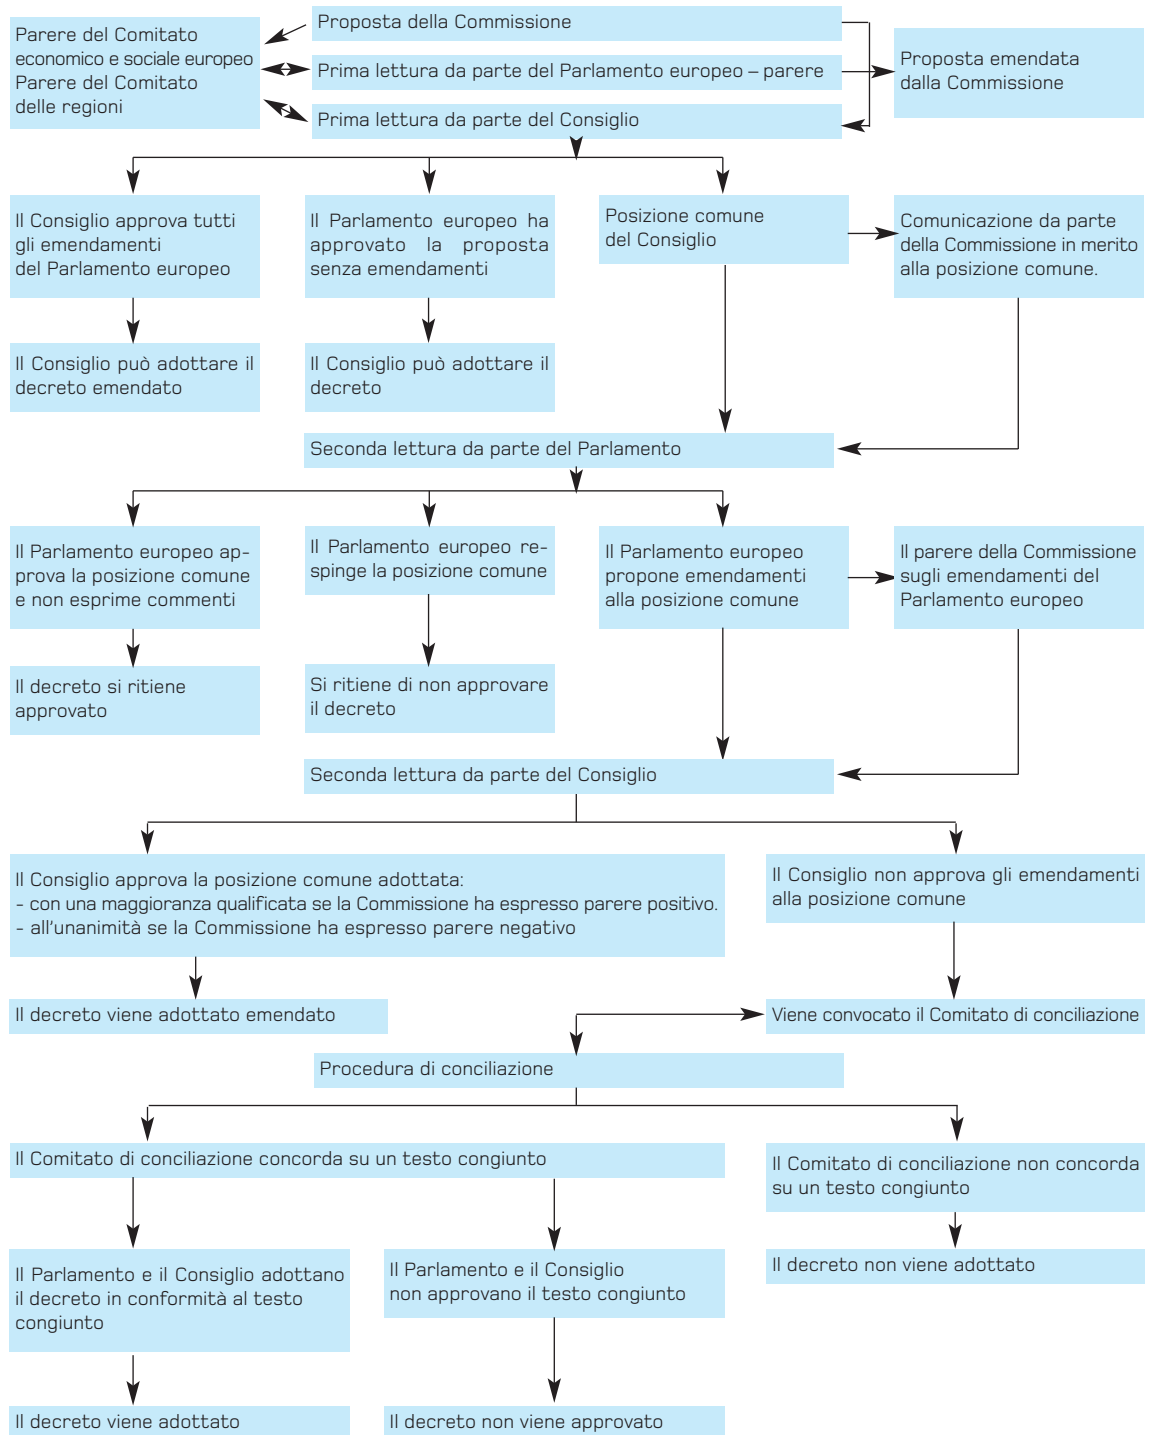 Parere del Comitato
economico e sociale europeo
Parere del Comitato
delle regioni
Proposta della Commissione
Prima lettura da parte del Parlamento europeo – parere
Prima lettura da parte del Consiglio
Proposta emendata
dalla Commissione
Il Consiglio approva tutti
gli emendamenti
del Parlamento europeo
Il Parlamento europeo ha
approvato la proposta
senza emendamenti
Posizione comune
del Consiglio
Comunicazione da parte
della Commissione in merito
alla posizione comune.
Il Consiglio può adottare il
decreto emendato
Il Consiglio può adottare il
decreto
Seconda lettura da parte del Parlamento
Il Parlamento europeo ap-
prova la posizione comune
e non esprime commenti
Il Parlamento europeo re-
spinge la posizione comune
Il Parlamento europeo
propone emendamenti
alla posizione comune
Il parere della Commissione
sugli emendamenti del
Parlamento europeo
Il decreto si ritiene
approvato
Si ritiene di non approvare
il decreto
Seconda lettura da parte del Consiglio
Il Consiglio approva la posizione comune adottata:
- con una maggioranza qualificata se la Commissione ha espresso parere positivo.
- all'unanimità se la Commissione ha espresso parere negativo
Il Consiglio non approva gli emendamenti
alla posizione comune
Il decreto viene adottato emendato
Viene convocato il Comitato di conciliazione
Procedura di conciliazione
Il Comitato di conciliazione concorda su un testo congiunto
Il Comitato di conciliazione non concorda
su un testo congiunto
Il Parlamento e il Consiglio adottano
il decreto in conformità al testo
congiunto
Il Parlamento e il Consiglio
non approvano il testo congiunto
Il decreto non viene adottato
Il decreto viene adottato
Il decreto non viene approvato